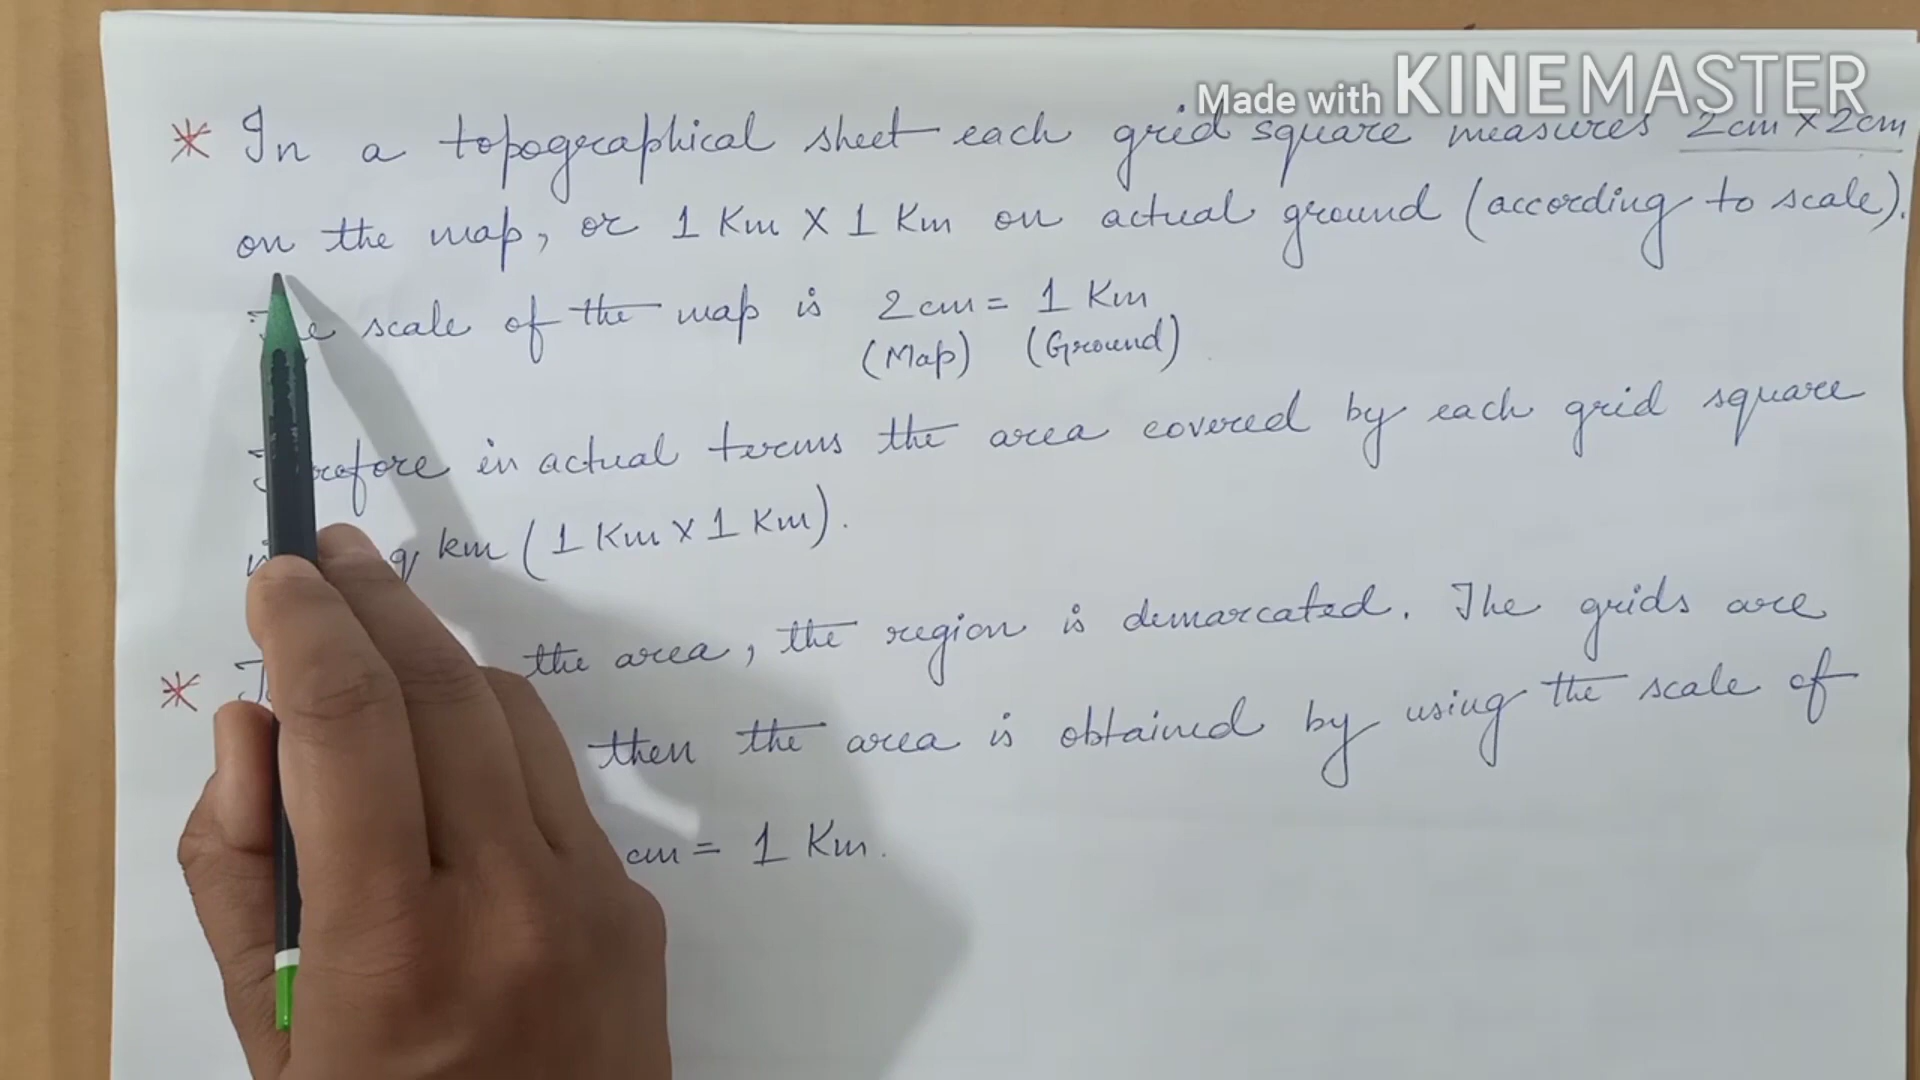 Made with KINEMASTER
* In a topographical sheet each grid square measures 2cm X 2cm
on the map, or 1 Km X 1 Km on actual ground (according to scale).
scale of the map is 2 cm = 1 Km
(Map) (Ground)
in actual terms the area covered by each grid square
km (1 Km X 1 Km).
* the area, the region is demarcated. The grids are
then the area is obtained by using the scale of
cm = 1 Km.